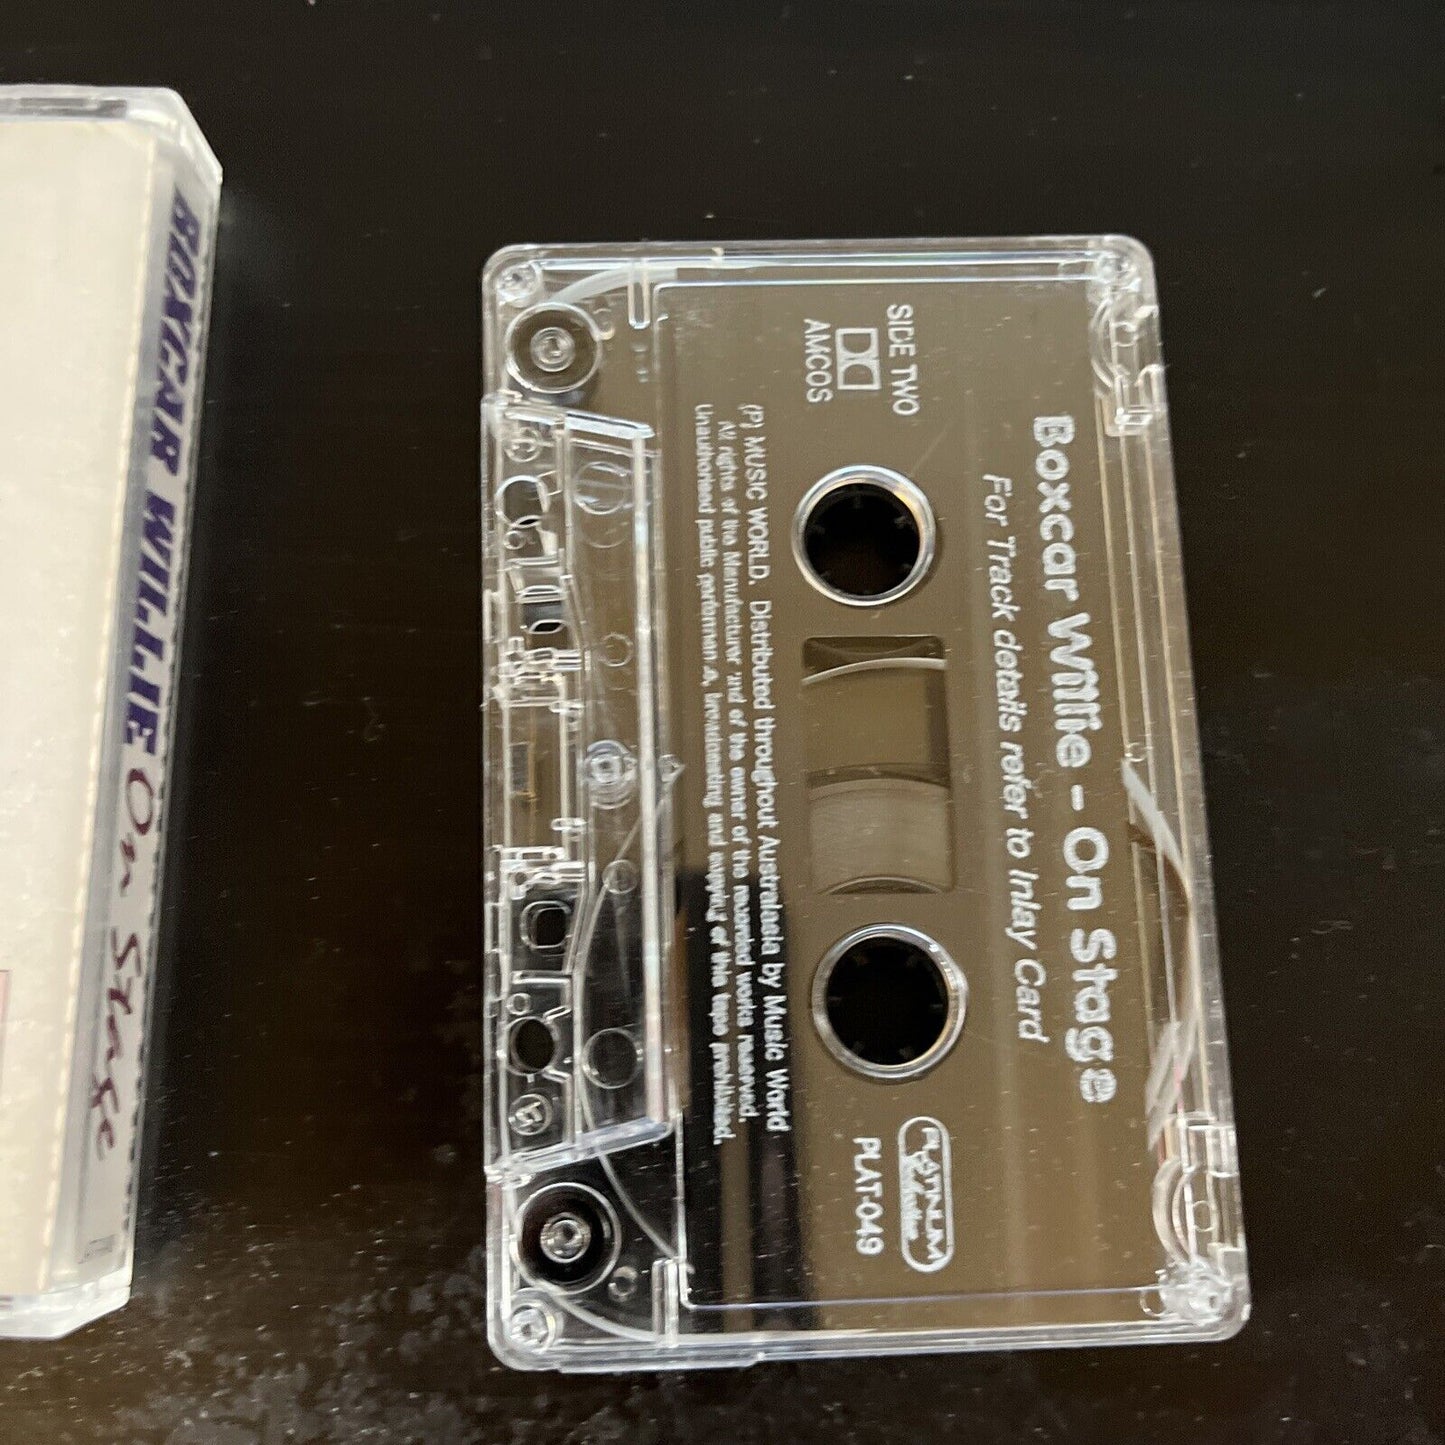 BOXCAR WILLIE On Stage
Boxcar Willie - On Stage
For Track details refer to Inlay Card
SIDE TWO
AMCOS
PLATINUM
PLAT-049
(P) MUSIC WORLD. Distributed throughout Australasia by Music World
All rights of the Manufacturer and of the owner of the recorded works reserved.
Unauthorised public performance, broadcasting and copying of this tape prohibited.